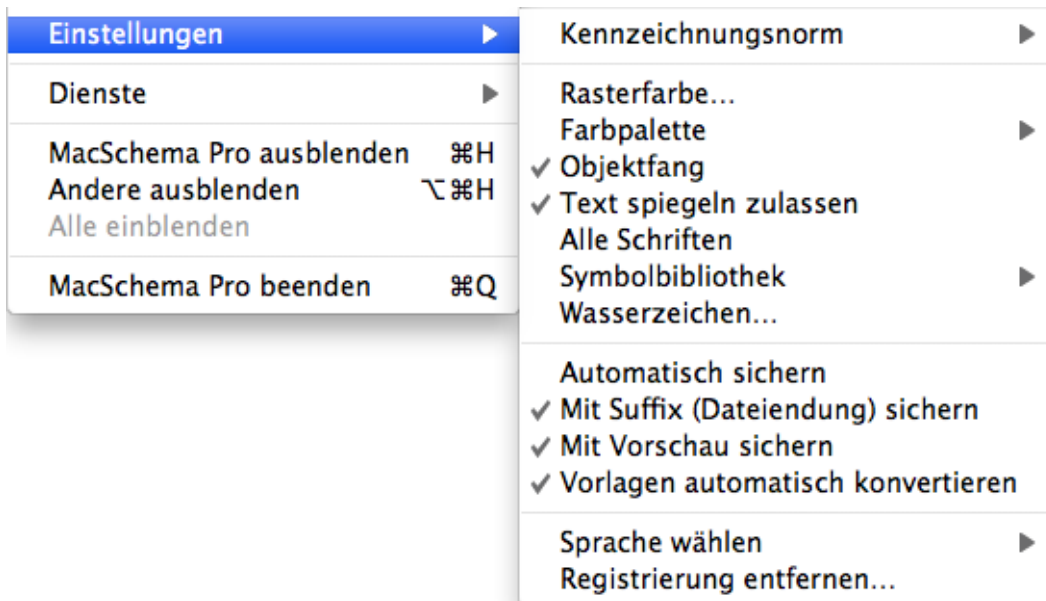 Einstellungen ▶
Dienste ▶
MacSchema Pro ausblenden ⌘H
Andere ausblenden ⌥⌘H
Alle einblenden
MacSchema Pro beenden ⌘Q
Kennzeichnungsnorm ▶
Rasterfarbe...
Farbpalette ▶
✓ Objektfang
✓ Text spiegeln zulassen
Alle Schriften
Symbolbibliothek ▶
Wasserzeichen...
Automatisch sichern
✓ Mit Suffix (Dateiendung) sichern
✓ Mit Vorschau sichern
✓ Vorlagen automatisch konvertieren
Sprache wählen ▶
Registrierung entfernen...